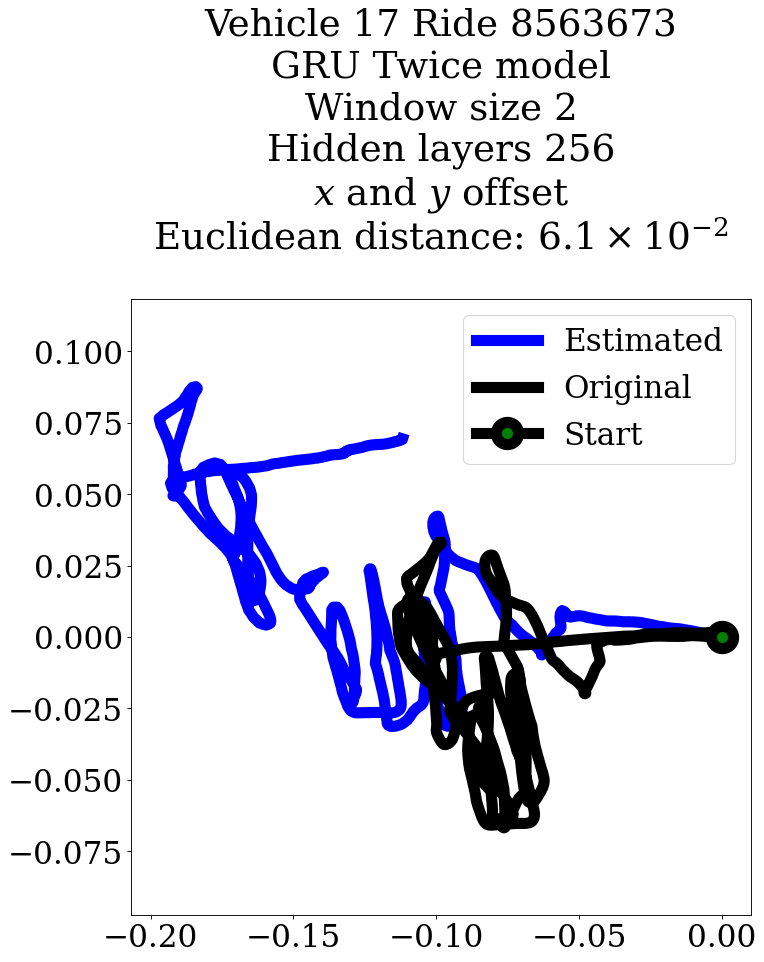 Vehicle 17 Ride 8563673
GRU Twice model
Window size 2
Hidden layers 256
x and y offset
Euclidean distance: 6.1 × 10⁻²
Estimated
Original
Start
0.100
0.075
0.050
0.025
0.000
−0.025
−0.050
−0.075
−0.20 −0.15 −0.10 −0.05 0.00